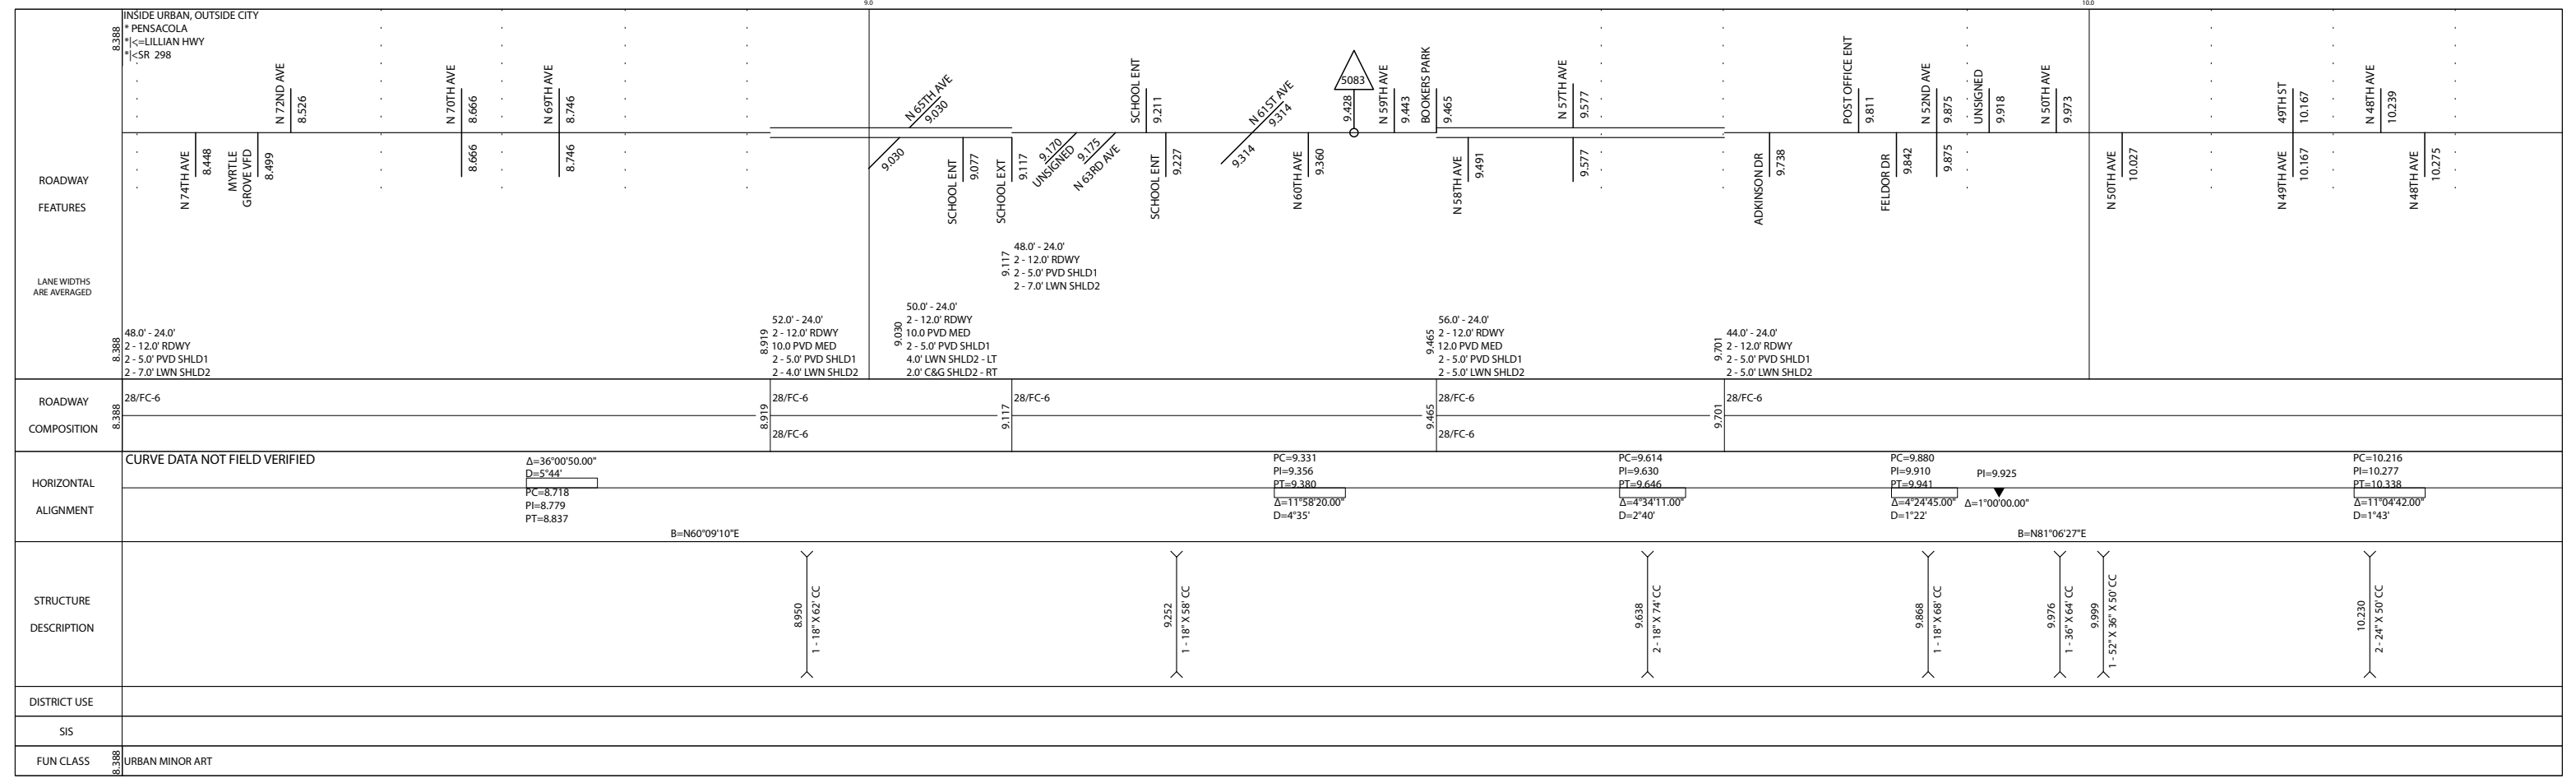 9.0
10.0
8.388
INSIDE URBAN, OUTSIDE CITY
* PENSACOLA
*|<=LILLIAN HWY
*|<SR 298
ROADWAY
FEATURES
N 74TH AVE
8.448
MYRTLE
GROVE VFD
8.499
N 72ND AVE
8.526
N 70TH AVE
8.666
8.666
N 69TH AVE
8.746
8.746
N 65TH AVE
9.030
9.030
SCHOOL ENT
9.077
SCHOOL EXT
9.117
9.170
UNSIGNED
9.175
N 63RD AVE
SCHOOL ENT
9.211
SCHOOL ENT
9.227
N 61ST AVE
9.314
9.314
N 60TH AVE
9.360
5083
9.428
N 59TH AVE
9.443
BOOKERS PARK
9.465
N 58TH AVE
9.491
N 57TH AVE
9.577
9.577
ADKINSON DR
9.738
POST OFFICE ENT
9.811
FELDOR DR
9.842
N 52ND AVE
9.875
9.875
UNSIGNED
9.918
N 50TH AVE
9.973
N 50TH AVE
10.027
49TH ST
10.167
N 49TH AVE
10.167
N 48TH AVE
10.239
N 48TH AVE
10.275
LANE WIDTHS
ARE AVERAGED
8.388
48.0' - 24.0'
2 - 12.0' RDWY
2 - 5.0' PVD SHLD1
2 - 7.0' LWN SHLD2
8.919
52.0' - 24.0'
2 - 12.0' RDWY
10.0 PVD MED
2 - 5.0' PVD SHLD1
2 - 4.0' LWN SHLD2
9.030
50.0' - 24.0'
2 - 12.0' RDWY
10.0 PVD MED
2 - 5.0' PVD SHLD1
4.0' LWN SHLD2 - LT
2.0' C&G SHLD2 - RT
9.117
48.0' - 24.0'
2 - 12.0' RDWY
2 - 5.0' PVD SHLD1
2 - 7.0' LWN SHLD2
9.465
56.0' - 24.0'
2 - 12.0' RDWY
12.0 PVD MED
2 - 5.0' PVD SHLD1
2 - 5.0' LWN SHLD2
9.701
44.0' - 24.0'
2 - 12.0' RDWY
2 - 5.0' PVD SHLD1
2 - 5.0' LWN SHLD2
ROADWAY
COMPOSITION
8.388
28/FC-6
8.919
28/FC-6
28/FC-6
9.117
28/FC-6
9.465
28/FC-6
28/FC-6
9.701
28/FC-6
HORIZONTAL
ALIGNMENT
CURVE DATA NOT FIELD VERIFIED
Δ=36°00'50.00"
D=5°44'
PC=8.718
PI=8.779
PT=8.837
B=N60°09'10"E
PC=9.331
PI=9.356
PT=9.380
Δ=11°58'20.00"
D=4°35'
PC=9.614
PI=9.630
PT=9.646
Δ=4°34'11.00"
D=2°40'
PC=9.880
PI=9.910
PT=9.941
Δ=4°24'45.00"
D=1°22'
PI=9.925
Δ=1°00'00.00"
B=N81°06'27"E
PC=10.216
PI=10.277
PT=10.338
Δ=11°04'42.00"
D=1°43'
STRUCTURE
DESCRIPTION
8.950
1 - 18" X 62' CC
9.252
1 - 18" X 58' CC
9.638
2 - 18" X 74' CC
9.868
1 - 18" X 68' CC
9.976
1 - 36" X 64' CC
9.999
1 - 52" X 36" X 50' CC
10.230
2 - 24" X 50' CC
DISTRICT USE
SIS
FUN CLASS
8.388
URBAN MINOR ART